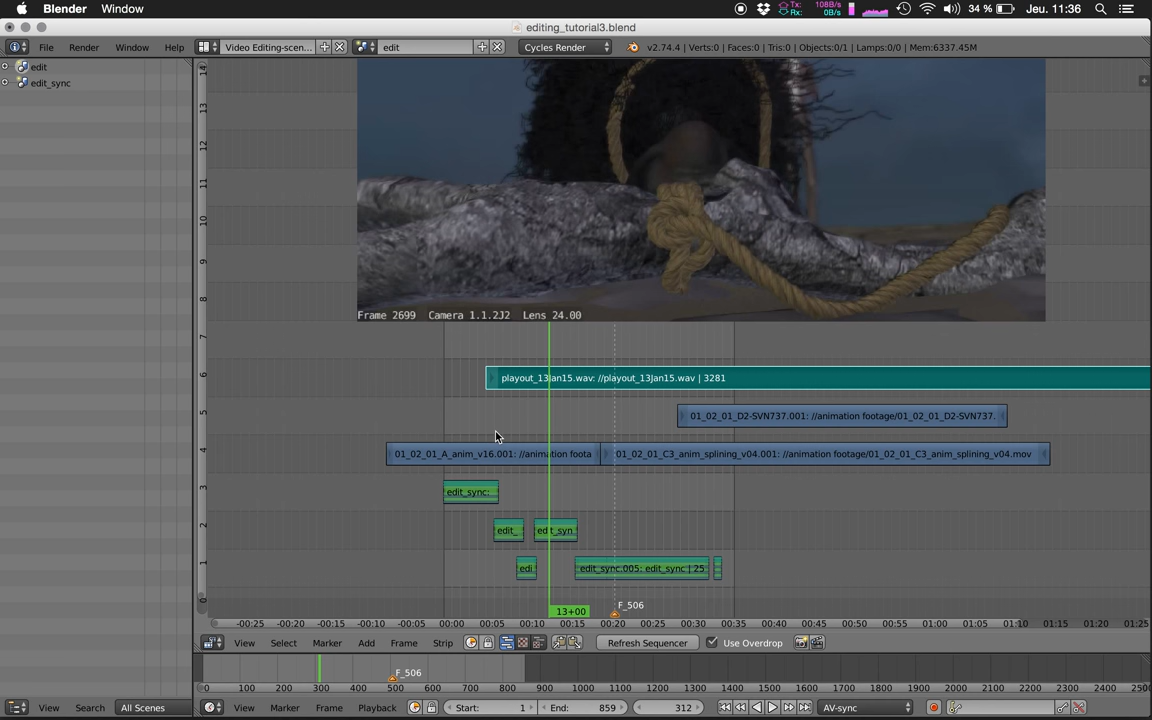 Blender Window Tx: 108B/s Rx: 0B/s 34 % Jeu. 11:36
editing_tutorial3.blend
File Render Window Help Video Editing-scen... edit Cycles Render v2.74.4 | Verts:0 | Faces:0 | Tris:0 | Objects:0/1 | Lamps:0/0 | Mem:6337.45M
edit
edit_sync
14
13
12
11
10
9
8
Frame 2699 Camera 1.1.2J2 Lens 24.00
7
6 playout_13Jan15.wav: //playout_13Jan15.wav | 3281
5 01_02_01_D2-SVN737.001: //animation footage/01_02_01_D2-SVN737.
4 01_02_01_A_anim_v16.001: //animation foota 01_02_01_C3_anim_splining_v04.001: //animation footage/01_02_01_C3_anim_splining_v04.mov
3 edit_sync:
2 edit_ edit_syn
1 edi edit_sync.005: edit_sync | 25
0 13+00 F_506
-00:25 -00:20 -00:15 -00:10 -00:05 00:00 00:05 00:10 00:15 00:20 00:25 00:30 00:35 00:40 00:45 00:50 00:55 01:00 01:05 01:10 01:15 01:20 01:25
View Select Marker Add Frame Strip Refresh Sequencer Use Overdrop
F_506
0 100 200 300 400 500 600 700 800 900 1000 1100 1200 1300 1400 1500 1600 1700 1800 1900 2000 2100 2200 2300 2400 250
View Search All Scenes View Marker Frame Playback Start: 1 End: 859 312 AV-sync